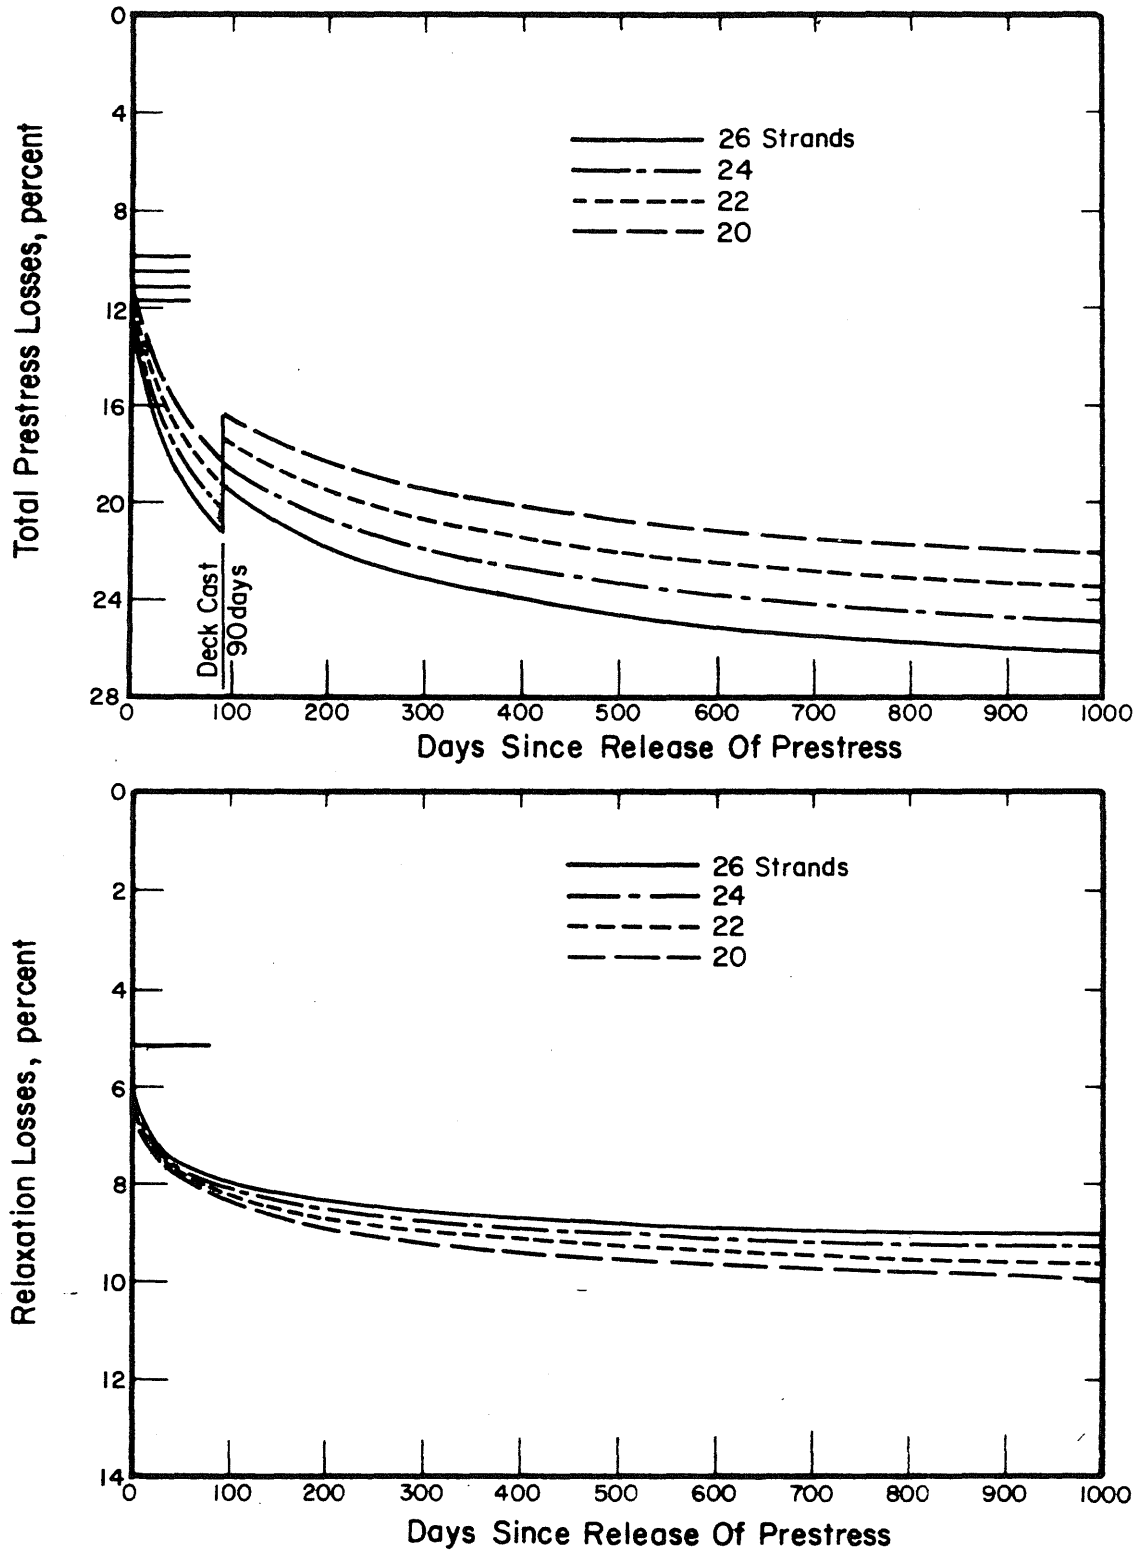 0
4
8
12
16
20
24
28
Total Prestress Losses, percent
26 Strands
24
22
20
Deck Cast
90 days
0 100 200 300 400 500 600 700 800 900 1000
Days Since Release Of Prestress
0
2
4
6
8
10
12
14
Relaxation Losses, percent
26 Strands
24
22
20
0 100 200 300 400 500 600 700 800 900 1000
Days Since Release Of Prestress